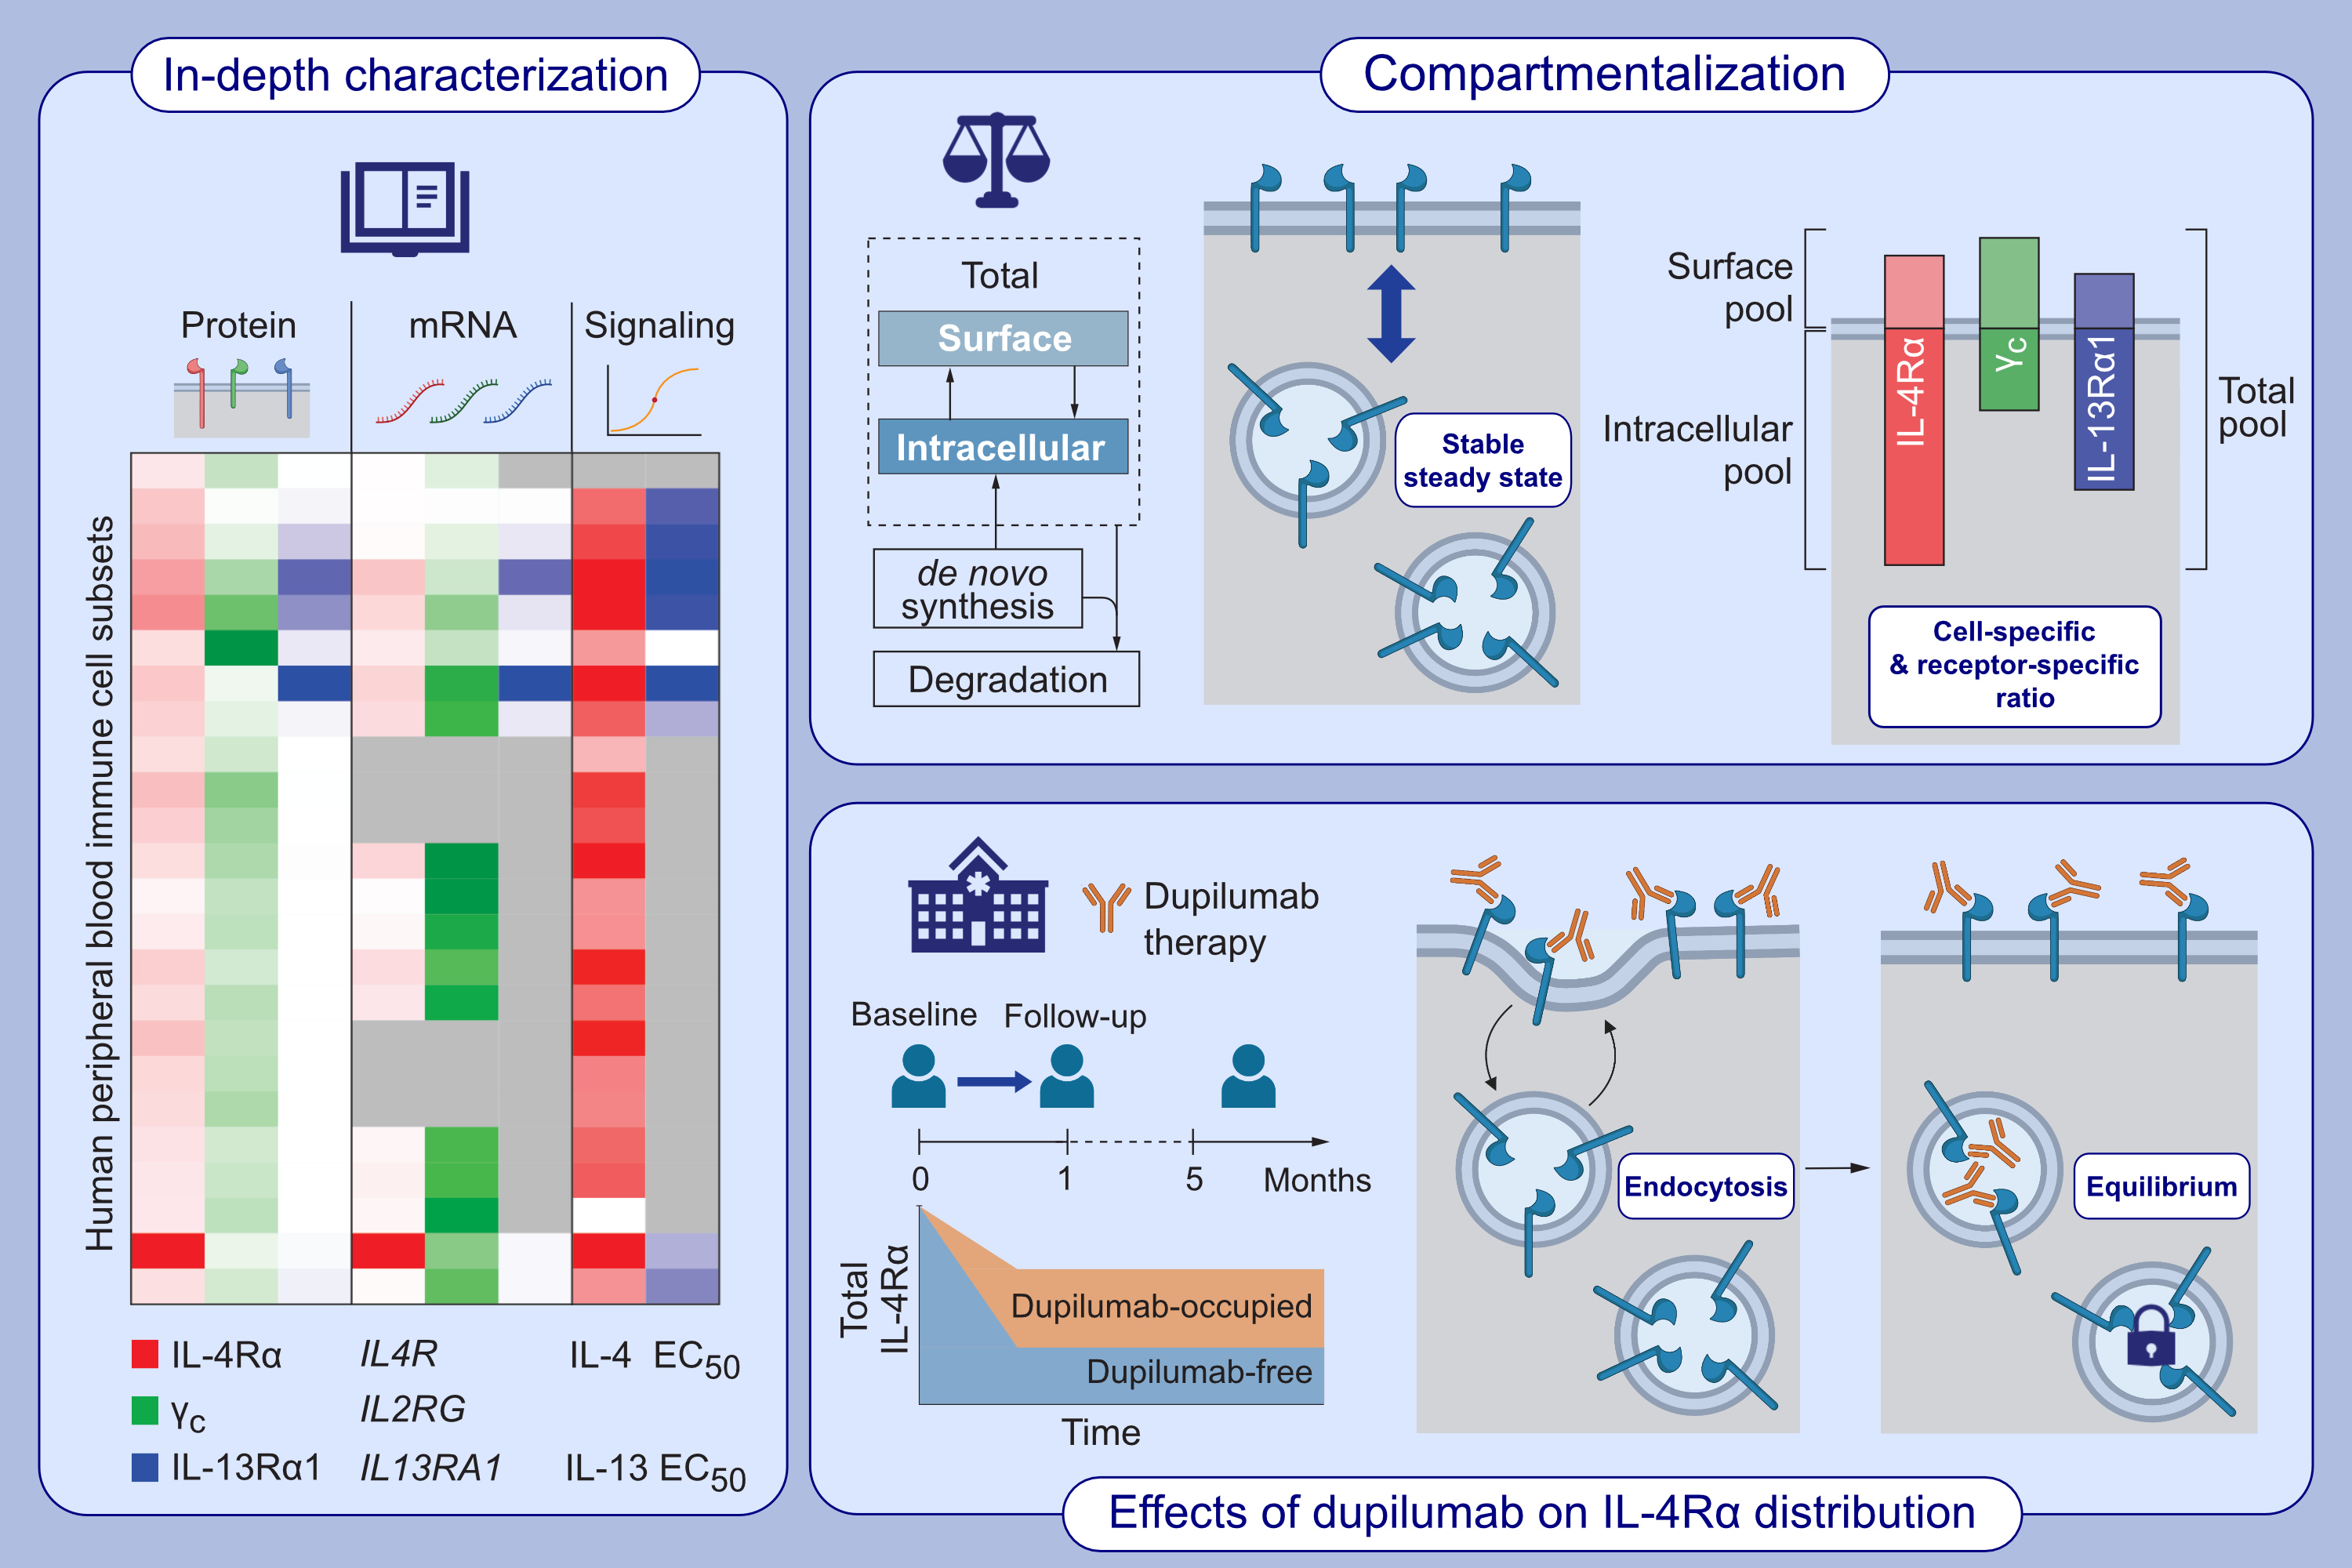 In-depth characterization
Protein
mRNA
Signaling
Human peripheral blood immune cell subsets
IL-4Rα
IL4R
IL-4 EC50
γc
IL2RG
IL-13Rα1
IL13RA1
IL-13 EC50
Compartmentalization
Total
Surface
Intracellular
de novo
synthesis
Degradation
Stable
steady state
Surface
pool
Intracellular
pool
IL-4Rα
γc
IL-13Rα1
Total
pool
Cell-specific
& receptor-specific
ratio
Dupilumab
therapy
Baseline
Follow-up
0
1
5
Months
Total
IL-4Rα
Dupilumab-occupied
Dupilumab-free
Time
Endocytosis
Equilibrium
Effects of dupilumab on IL-4Rα distribution